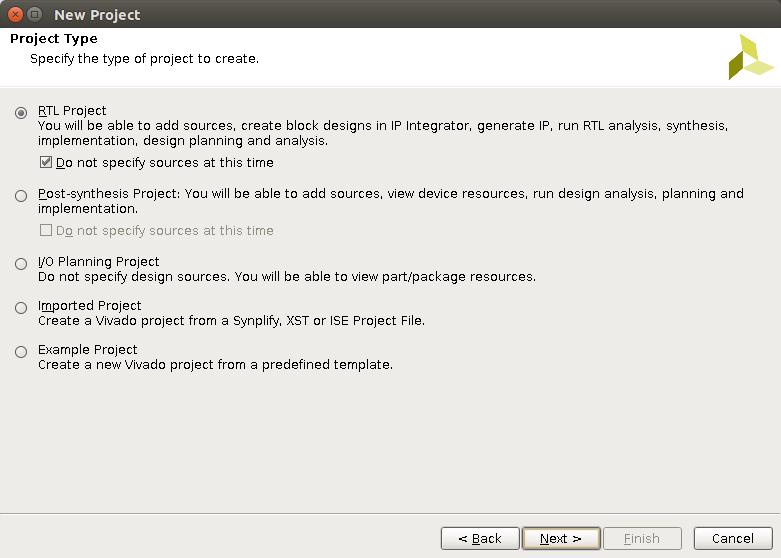 New Project
Project Type
Specify the type of project to create.
RTL Project
You will be able to add sources, create block designs in IP Integrator, generate IP, run RTL analysis, synthesis,
implementation, design planning and analysis.
Do not specify sources at this time
Post-synthesis Project: You will be able to add sources, view device resources, run design analysis, planning and
implementation.
Do not specify sources at this time
I/O Planning Project
Do not specify design sources. You will be able to view part/package resources.
Imported Project
Create a Vivado project from a Synplify, XST or ISE Project File.
Example Project
Create a new Vivado project from a predefined template.
< Back Next > Finish Cancel